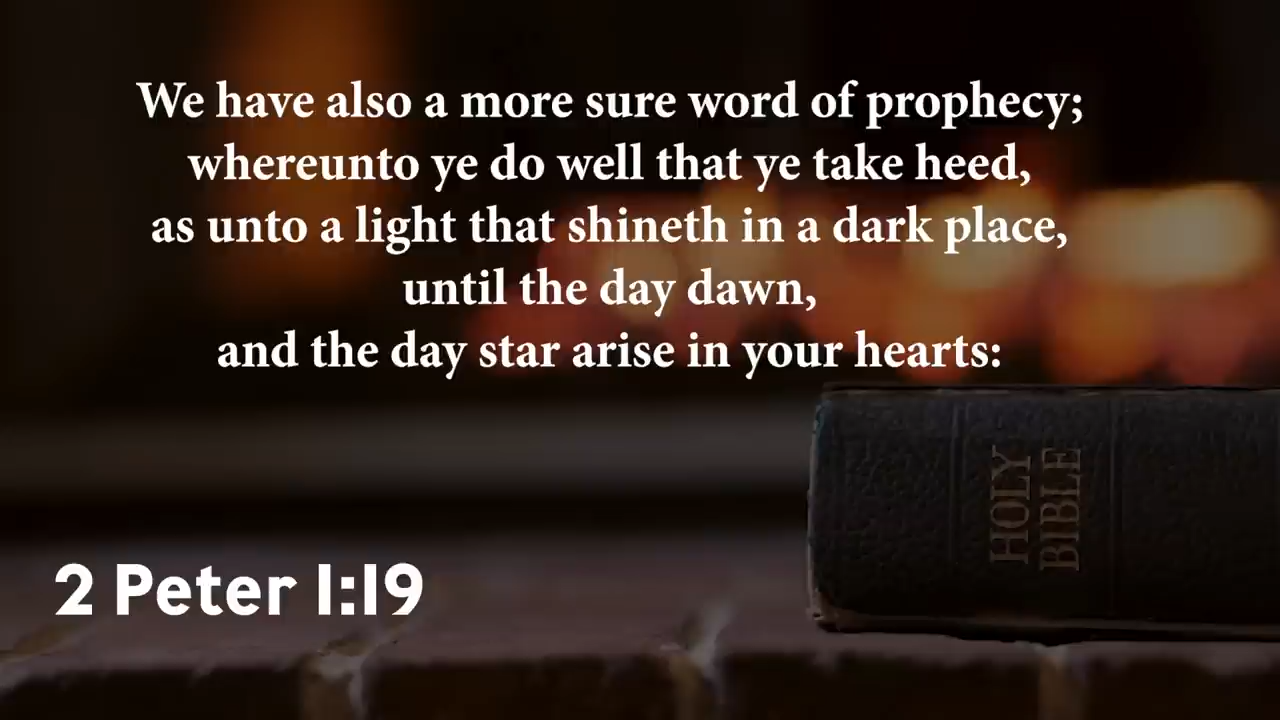 We have also a more sure word of prophecy;
whereunto ye do well that ye take heed,
as unto a light that shineth in a dark place,
until the day dawn,
and the day star arise in your hearts:
HOLY
BIBLE
2 Peter 1:19